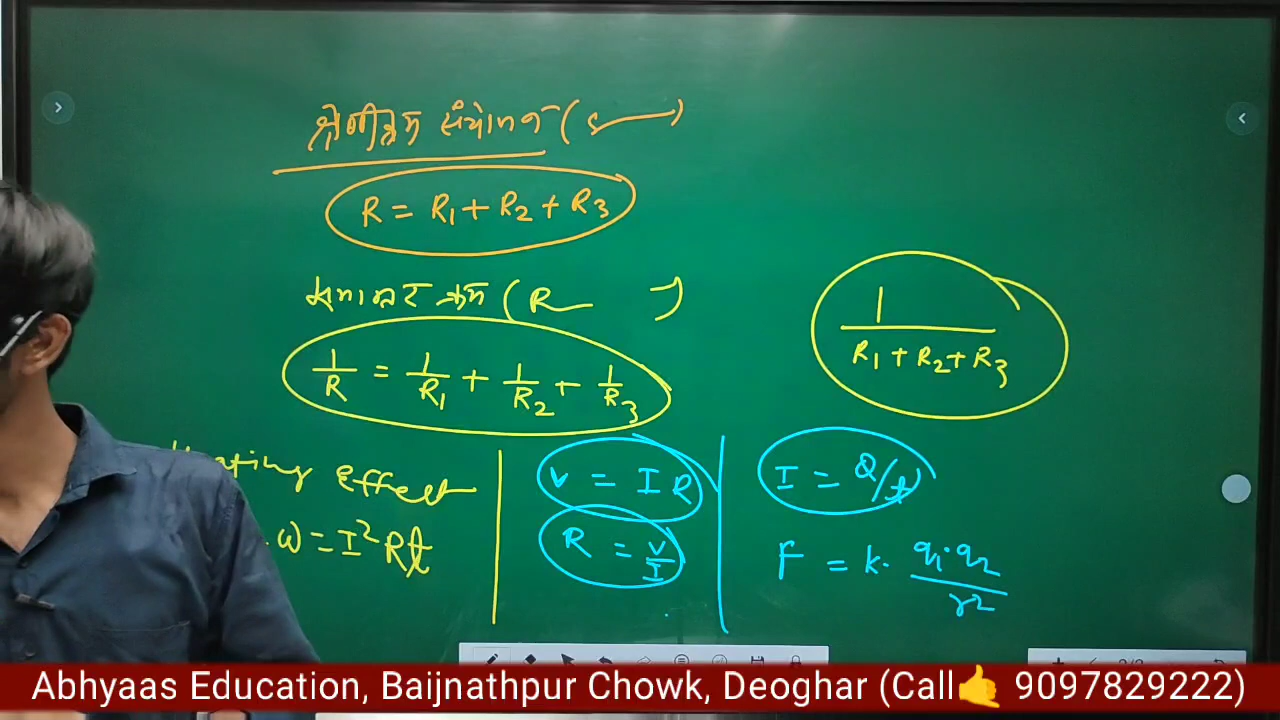 श्रेणीक्रम संयोजन (s )
R = R₁ + R₂ + R₃
समान्तर क्रम (R )
1/R = 1/R₁ + 1/R₂ + 1/R₃
1/(R₁ + R₂ + R₃)
Effect
ω = I²Rt
V = IR
R = V/I
I = Q/t
F = k. q₁.q₂/r²
Abhyaas Education, Baijnathpur Chowk, Deoghar (Call🤙 9097829222)